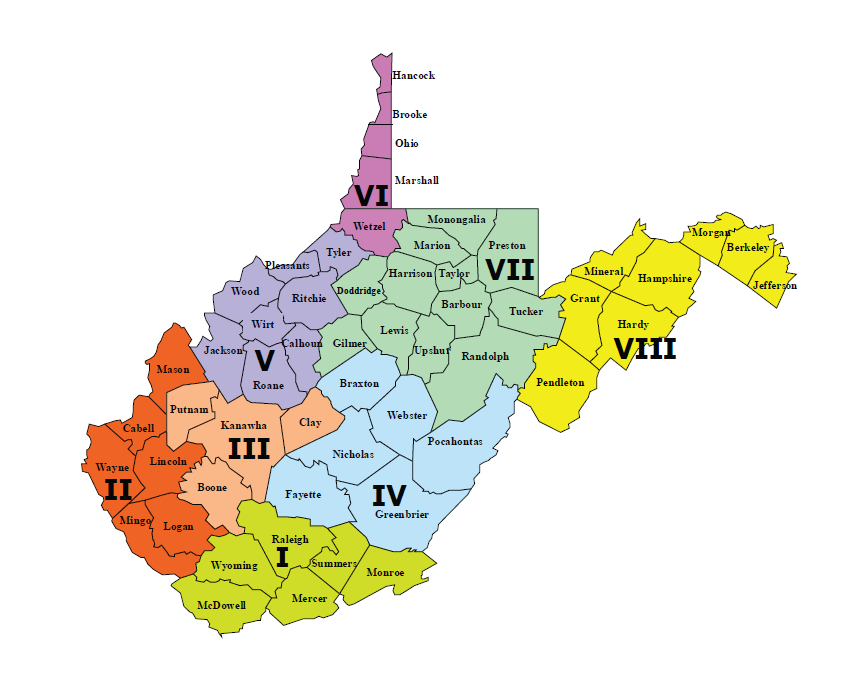 Hancock
Brooke
Ohio
Marshall
VI
Wetzel
Monongalia
Marion
Preston
VII
Tyler
Pleasants
Harrison
Taylor
Doddridge
Wood
Ritchie
Barbour
Tucker
Wirt
Lewis
Calhoun
Gilmer
Upshur
Randolph
Jackson
V
Roane
Morgan
Berkeley
Mineral
Hampshire
Jefferson
Grant
Hardy
VIII
Pendleton
Mason
Braxton
Putnam
Webster
Kanawha
Clay
Cabell
III
Pocahontas
Nicholas
Lincoln
Wayne
II
Boone
Fayette
IV
Greenbrier
Mingo
Logan
Raleigh
I
Summers
Wyoming
Monroe
McDowell
Mercer